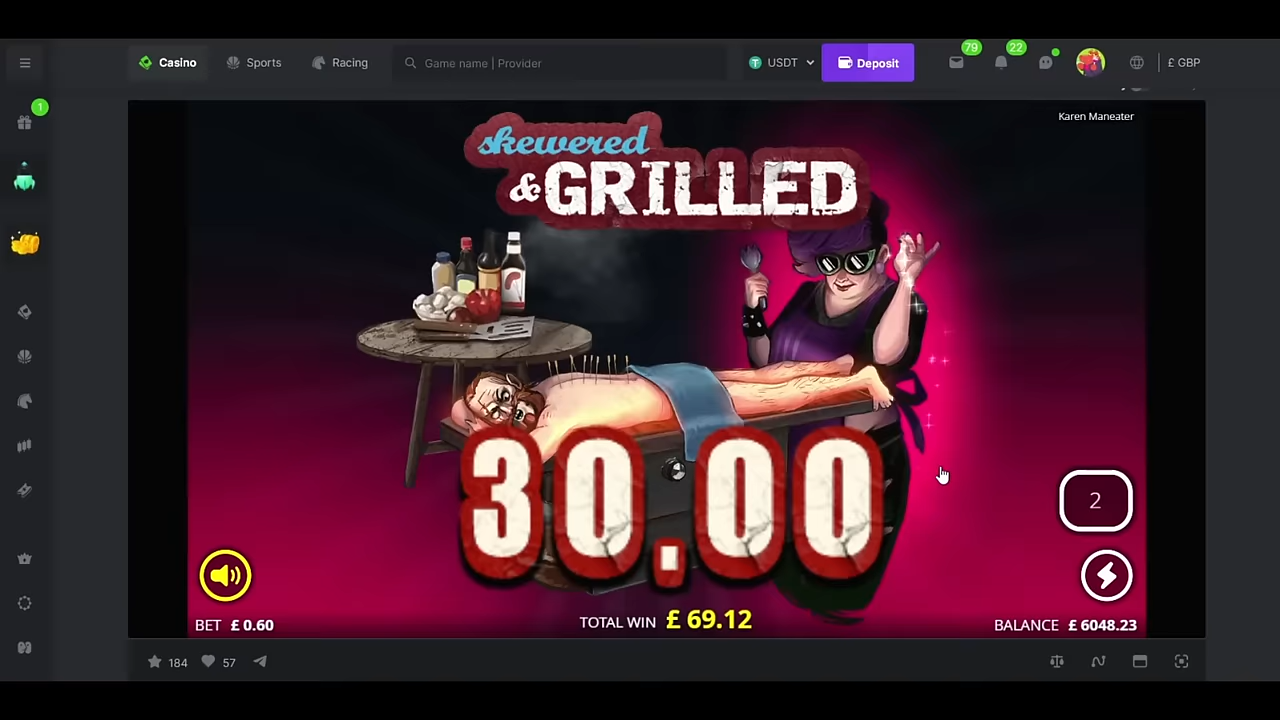 Casino
Sports
Racing
Game name | Provider
USDT
Deposit
79
22
£ GBP
1
Karen Maneater
skewered
& GRILLED
30.00
2
BET £ 0.60
TOTAL WIN £ 69.12
BALANCE £ 6048.23
184
57